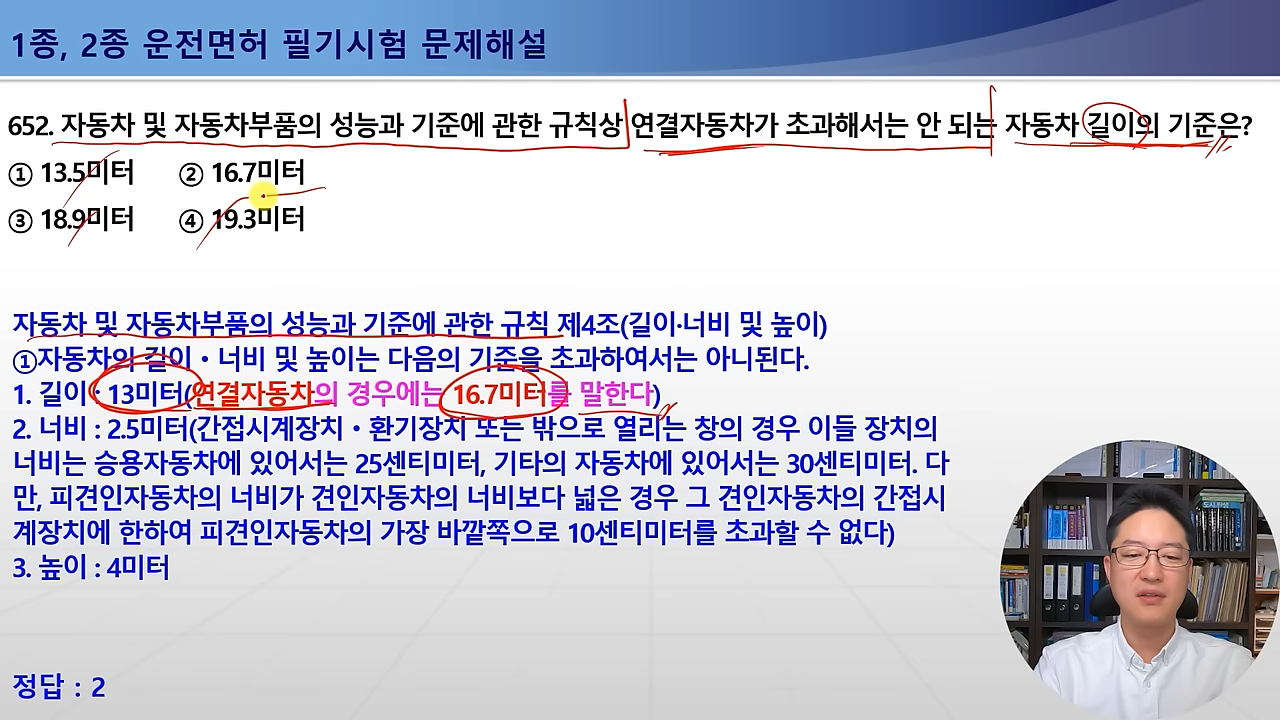 1종, 2종 운전면허 필기시험 문제해설
652. 자동차 및 자동차부품의 성능과 기준에 관한 규칙상 연결자동차가 초과해서는 안 되는 자동차 길이의 기준은?
① 13.5미터 ② 16.7미터
③ 18.9미터 ④ 19.3미터
자동차 및 자동차부품의 성능과 기준에 관한 규칙 제4조(길이·너비 및 높이)
①자동차의 길이・너비 및 높이는 다음의 기준을 초과하여서는 아니된다.
1. 길이 : 13미터(연결자동차의 경우에는 16.7미터를 말한다)
2. 너비 : 2.5미터(간접시계장치・환기장치 또는 밖으로 열리는 창의 경우 이들 장치의
너비는 승용자동차에 있어서는 25센티미터, 기타의 자동차에 있어서는 30센티미터. 다
만, 피견인자동차의 너비가 견인자동차의 너비보다 넓은 경우 그 견인자동차의 간접시
계장치에 한하여 피견인자동차의 가장 바깥쪽으로 10센티미터를 초과할 수 없다)
3. 높이 : 4미터
정답 : 2